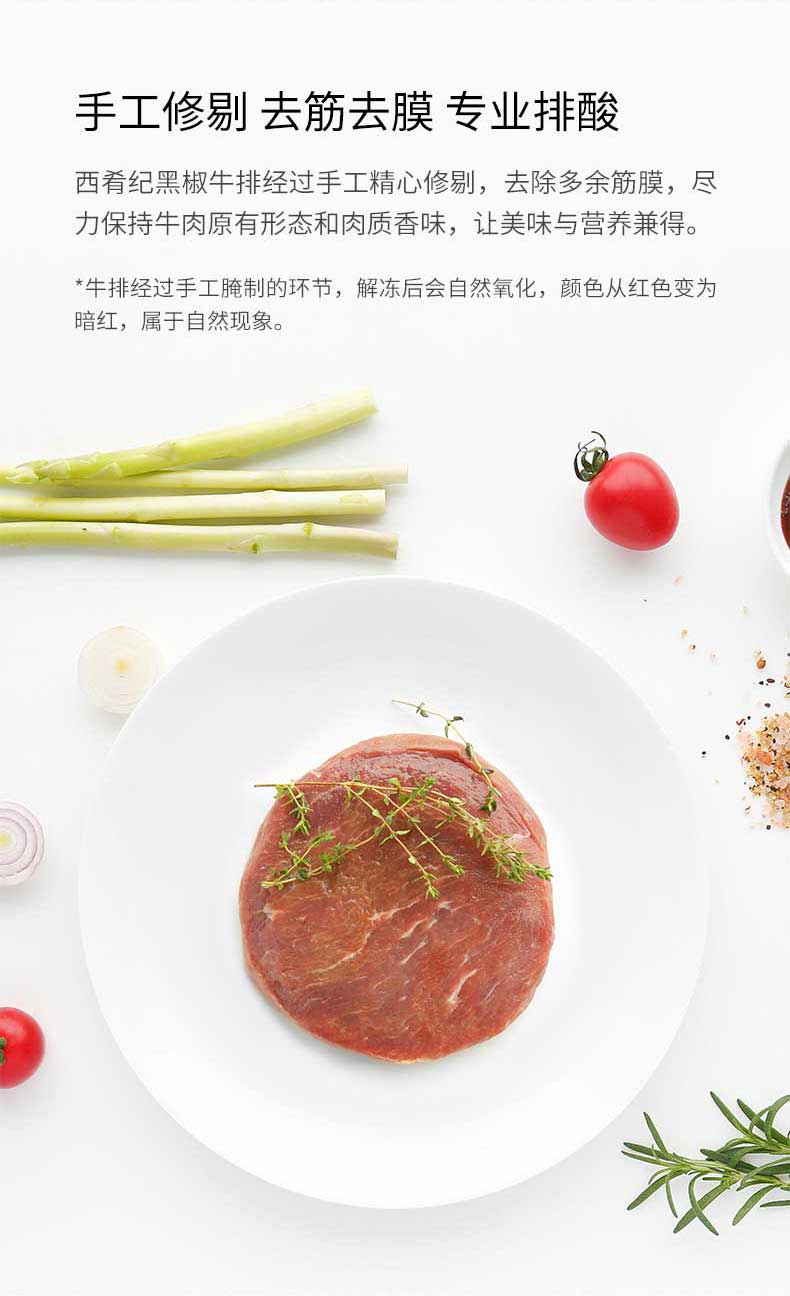 手工修剔 去筋去膜 专业排酸
西肴纪黑椒牛排经过手工精心修剔，去除多余筋膜，尽
力保持牛肉原有形态和肉质香味，让美味与营养兼得。
*牛排经过手工腌制的环节，解冻后会自然氧化，颜色从红色变为
暗红，属于自然现象。